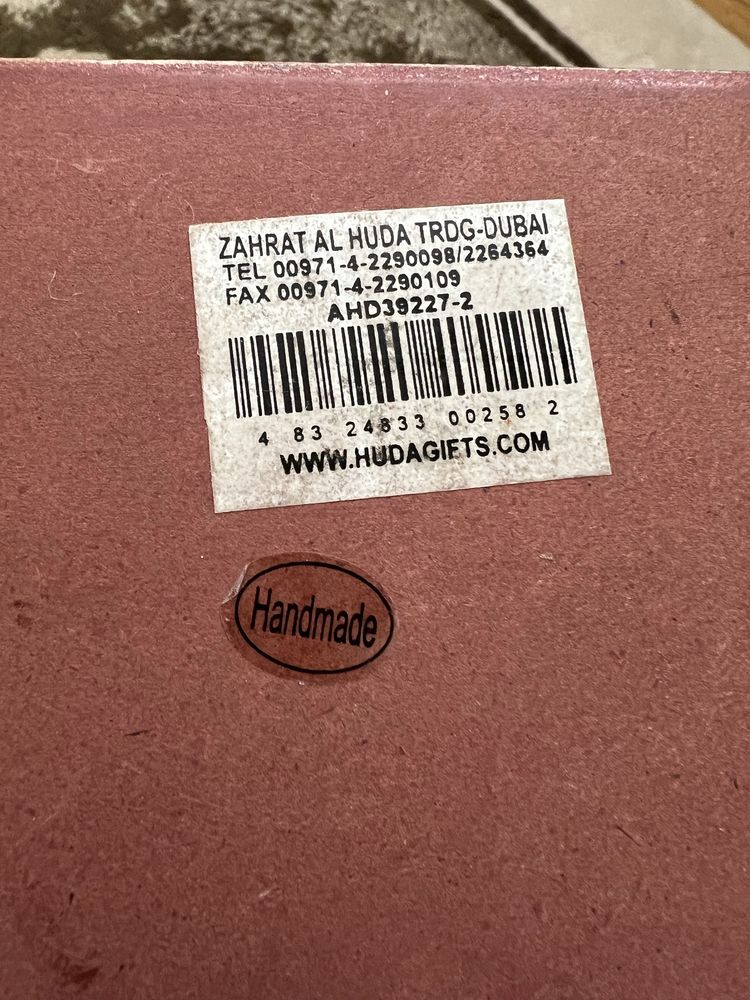 ZAHRAT AL HUDA TRDG-DUBAI
TEL 00971-4-2290098/2264364
FAX 00971-4-2290109
AHD39227-2
4 83 24833 00258 2
WWW.HUDAGIFTS.COM
Handmade